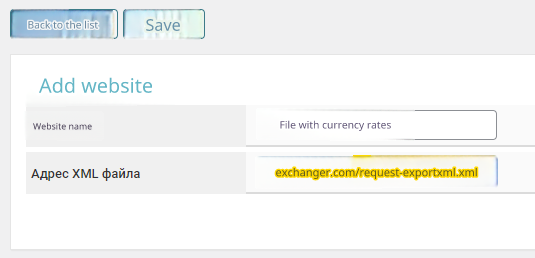 Back to the list
Save
Add website
Website name
File with currency rates
Адрес XML файла
exchanger.com/request-exportxml.xml